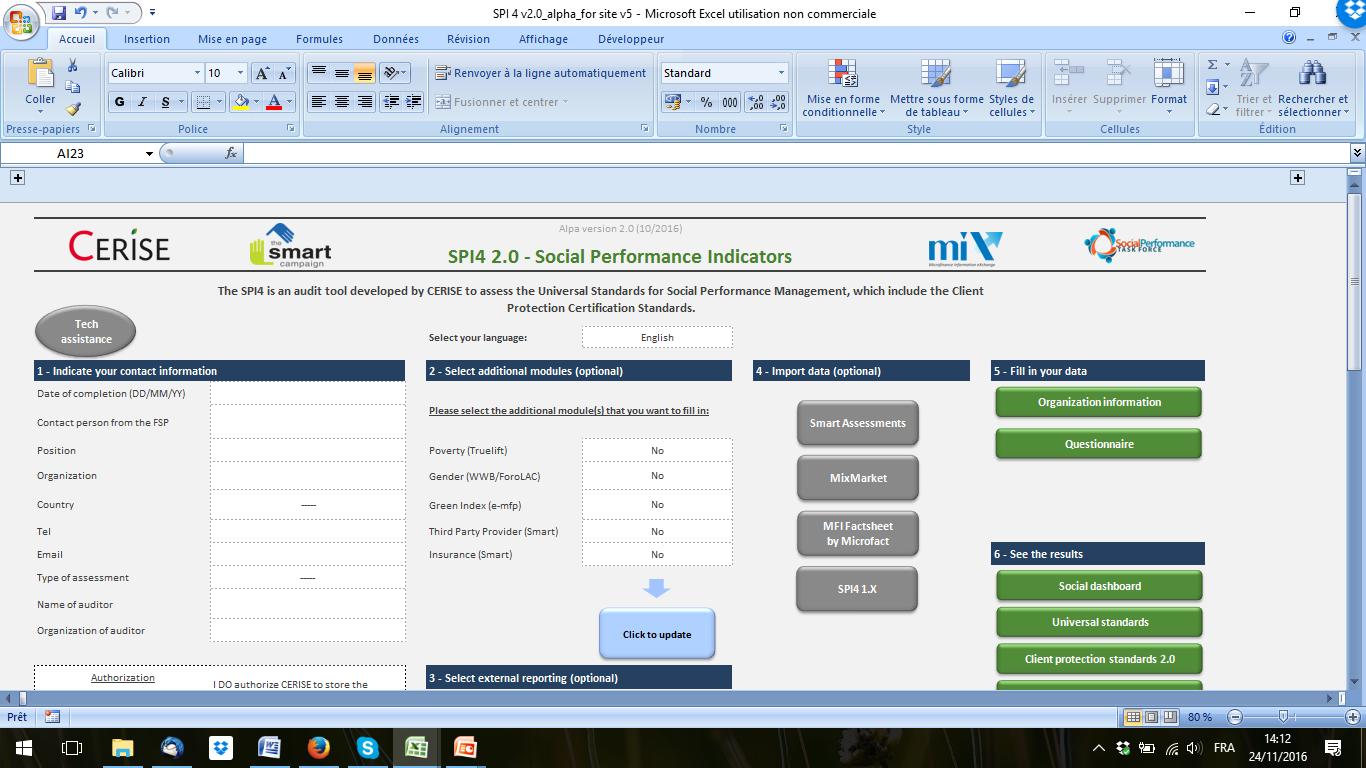 SPI 4 v2.0_alpha_for site v5 - Microsoft Excel utilisation non commerciale
Accueil Insertion Mise en page Formules Données Révision Affichage Développeur
Coller
Presse-papiers
Calibri 10
G I S
Police
Renvoyer à la ligne automatiquement
Fusionner et centrer
Alignement
Standard
% 000
Nombre
Mise en forme conditionnelle
Mettre sous forme de tableau
Styles de cellules
Style
Insérer Supprimer Format
Cellules
Trier et filtrer
Rechercher et sélectionner
Édition
AI23
fx
CERISE
the smart campaign
Alpa version 2.0 (10/2016)
SPI4 2.0 - Social Performance Indicators
miX
Microfinance Information eXchange
SocialPerformance
TASK FORCE
The SPI4 is an audit tool developed by CERISE to assess the Universal Standards for Social Performance Management, which include the Client
Protection Certification Standards.
Tech
assistance
Select your language: English
1 - Indicate your contact information
Date of completion (DD/MM/YY)
Contact person from the FSP
Position
Organization
Country -----
Tel
Email
Type of assessment -----
Name of auditor
Organization of auditor
Authorization
I DO authorize CERISE to store the
2 - Select additional modules (optional)
Please select the additional module(s) that you want to fill in:
Poverty (Truelift) No
Gender (WWB/ForoLAC) No
Green Index (e-mfp) No
Third Party Provider (Smart) No
Insurance (Smart) No
Click to update
3 - Select external reporting (optional)
4 - Import data (optional)
Smart Assessments
MixMarket
MFI Factsheet
by Microfact
SPI4 1.X
5 - Fill in your data
Organization information
Questionnaire
6 - See the results
Social dashboard
Universal standards
Client protection standards 2.0
Prêt
80 %
FRA
14:12
24/11/2016